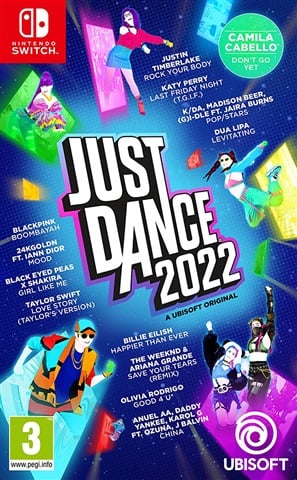 NINTENDO
SWITCH™
CAMILA
CABELLO
DON'T GO
YET
JUSTIN
TIMBERLAKE
ROCK YOUR BODY
KATY PERRY
LAST FRIDAY NIGHT
(T.G.I.F.)
K/DA, MADISON BEER,
(G)I-DLE FT. JAIRA BURNS
POP/STARS
DUA LIPA
LEVITATING
JUST
DANCE
2022
A UBISOFT ORIGINAL
BLACKPINK
BOOMBAYAH
24KGOLDN
FT. IANN DIOR
MOOD
BLACK EYED PEAS
X SHAKIRA
GIRL LIKE ME
TAYLOR SWIFT
LOVE STORY
(TAYLOR'S VERSION)
BILLIE EILISH
HAPPIER THAN EVER
THE WEEKND &
ARIANA GRANDE
SAVE YOUR TEARS
(REMIX)
OLIVIA RODRIGO
GOOD 4 U
ANUEL AA, DADDY
YANKEE, KAROL G
FT. OZUNA, J BALVIN
CHINA
3
www.pegi.info
UBISOFT